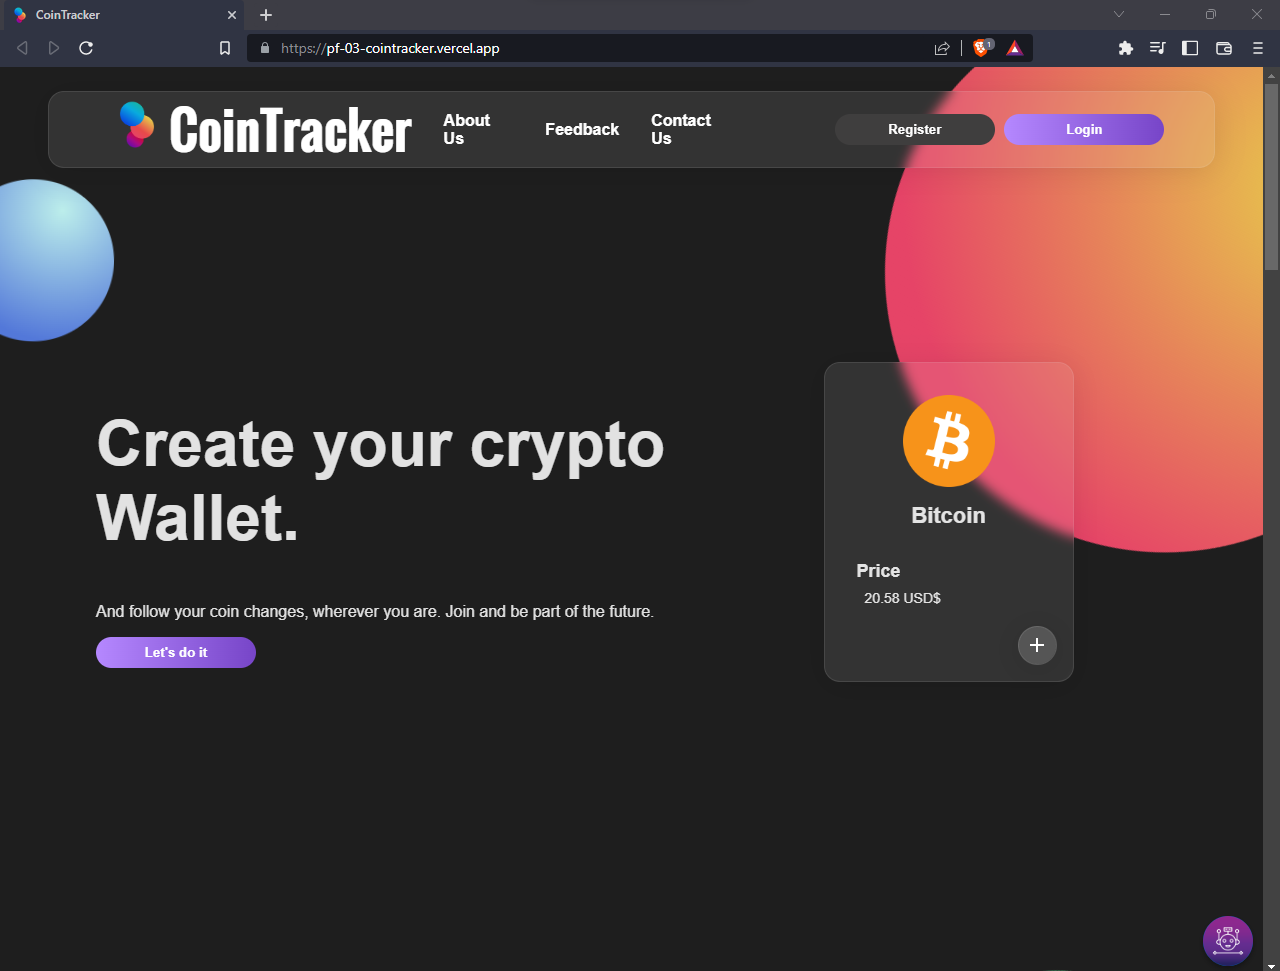 CoinTracker
https://pf-03-cointracker.vercel.app
1
CoinTracker
About
Us
Feedback
Contact
Us
Register
Login
Create your crypto
Wallet.
And follow your coin changes, wherever you are. Join and be part of the future.
Let's do it
Bitcoin
Price
20.58 USD$